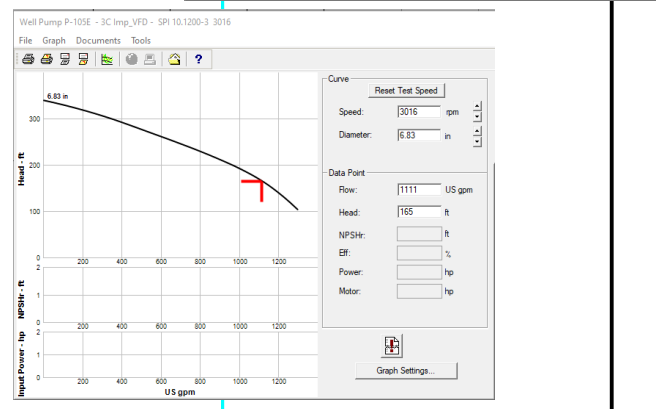 Well Pump P-105E - 3C Imp_VFD - SPI 10.1200-3 3016
File Graph Documents Tools
?
6.83 in
300
200
100
0
Head - ft
200 400 600 800 1000 1200
2
1
0
NPSHr - ft
200 400 600 800 1000 1200
2
1
0
Input Power - hp
200 400 600 800 1000 1200
US gpm
Curve
Reset Test Speed
Speed: 3016 rpm
Diameter: 6.83 in
Data Point
Flow: 1111 US gpm
Head: 165 ft
NPSHr: ft
Eff: %
Power: hp
Motor: hp
Graph Settings...